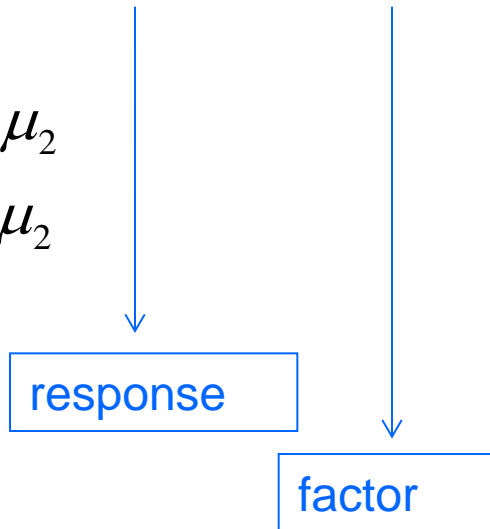 μ₂
μ₂
response
factor